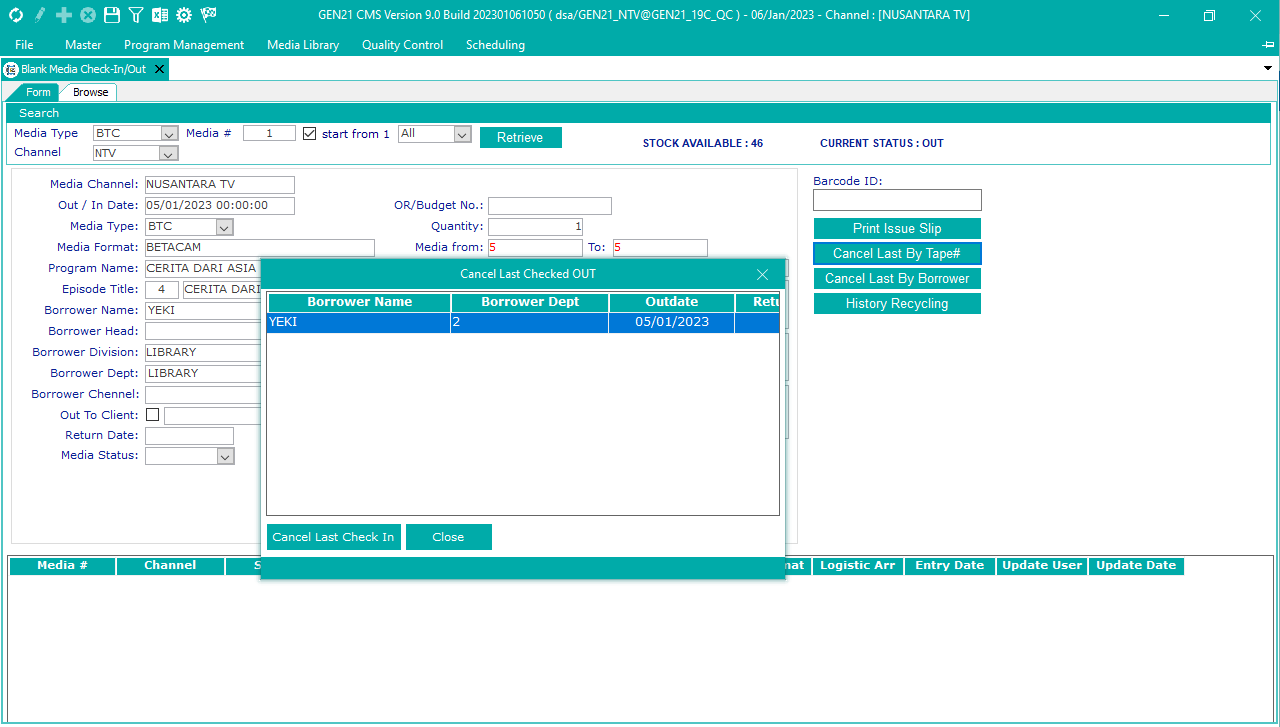 GEN21 CMS Version 9.0 Build 202301061050 ( dsa/GEN21_NTV@GEN21_19C_QC ) - 06/Jan/2023 - Channel : [NUSANTARA TV]
File Master Program Management Media Library Quality Control Scheduling
Blank Media Check-In/Out
Form Browse
Search
Media Type BTC Media # 1 start from 1 All Retrieve
STOCK AVAILABLE : 46 CURRENT STATUS : OUT
Channel NTV
Media Channel: NUSANTARA TV
Barcode ID:
Out / In Date: 05/01/2023 00:00:00 OR/Budget No.:
Media Type: BTC Quantity: 1
Print Issue Slip
Media Format: BETACAM Media from: 5 To: 5
Cancel Last By Tape#
Program Name: CERITA DARI ASIA
Cancel Last By Borrower
Episode Title: 4 CERITA DARI
History Recycling
Borrower Name: YEKI
Borrower Head:
Borrower Division: LIBRARY
Borrower Dept: LIBRARY
Borrower Channel:
Out To Client:
Return Date:
Media Status:
Cancel Last Checked OUT
Borrower Name Borrower Dept Outdate Retu
YEKI 2 05/01/2023
Cancel Last Check In Close
Media # Channel S nat Logistic Arr Entry Date Update User Update Date